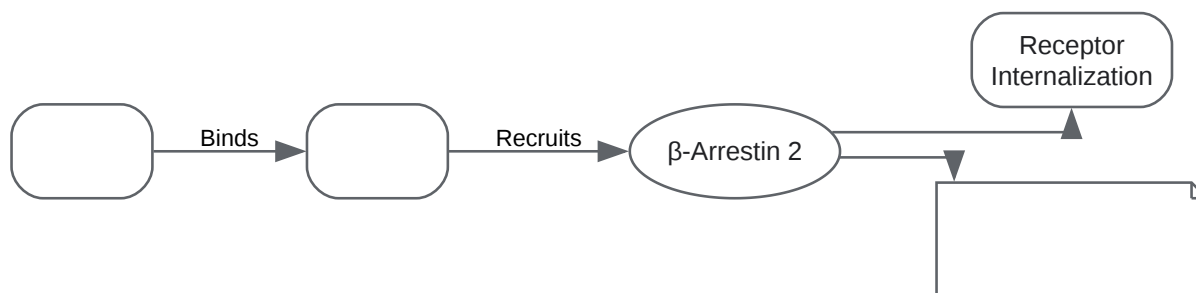 Receptor
Internalization
Binds
Recruits
β-Arrestin 2